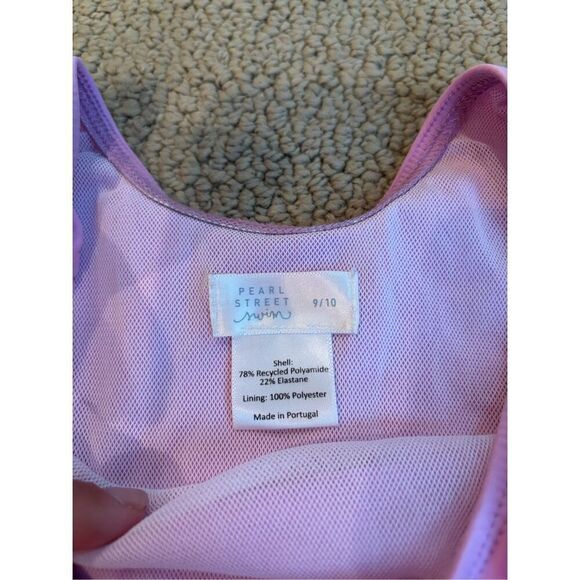 PEARL
STREET 9/10
swim
Shell:
78% Recycled Polyamide
22% Elastane
Lining: 100% Polyester
Made in Portugal